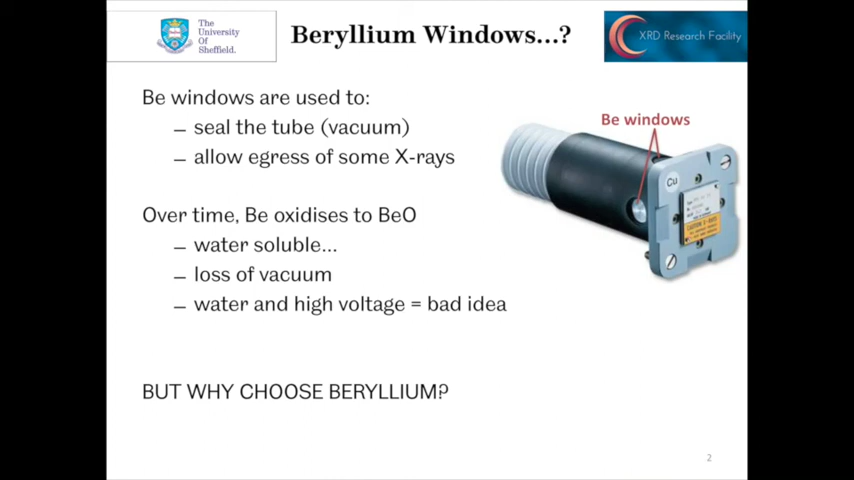 The
University
Of
Sheffield.
Beryllium Windows...?
XRD Research Facility
Be windows are used to:
– seal the tube (vacuum)
– allow egress of some X-rays
Be windows
Cu
Over time, Be oxidises to BeO
– water soluble...
– loss of vacuum
– water and high voltage = bad idea
BUT WHY CHOOSE BERYLLIUM?
2